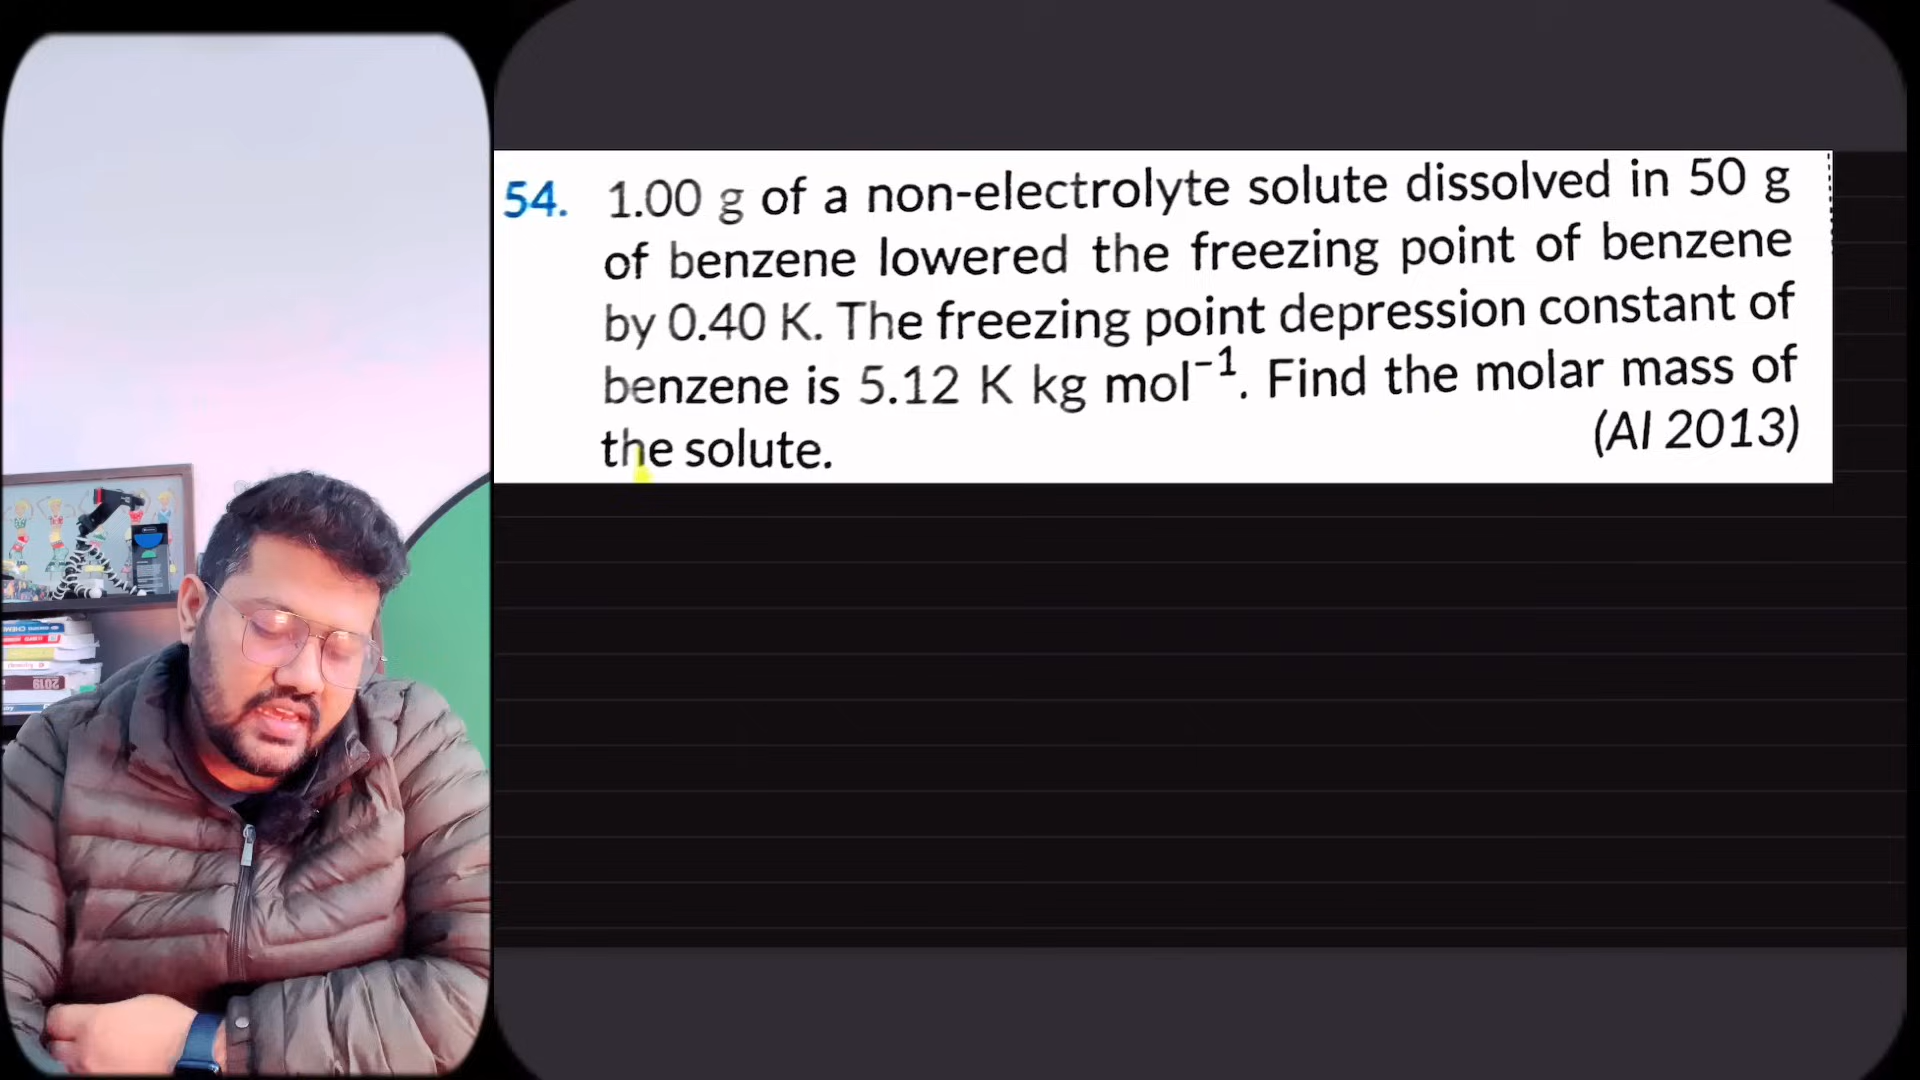 54. 1.00 g of a non-electrolyte solute dissolved in 50 g
of benzene lowered the freezing point of benzene
by 0.40 K. The freezing point depression constant of
benzene is 5.12 K kg mol⁻¹. Find the molar mass of
the solute. (AI 2013)
2019